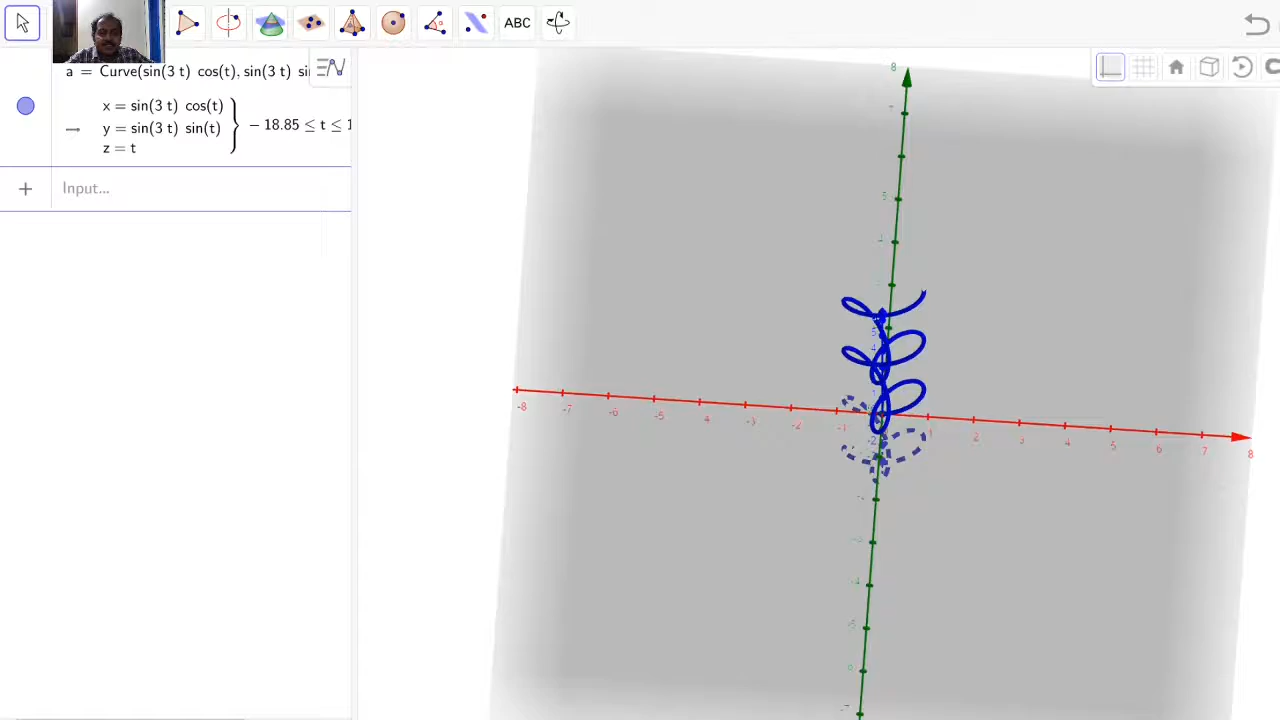 ABC
a = Curve(sin(3 t) cos(t), sin(3 t) si
x = sin(3 t) cos(t)
y = sin(3 t) sin(t)
z = t
− 18.85 ≤ t ≤ 1
Input...
8
5
-8 -7 -6 -5 -4 -3 -2 -1 1 2 3 4 5 6 7 8